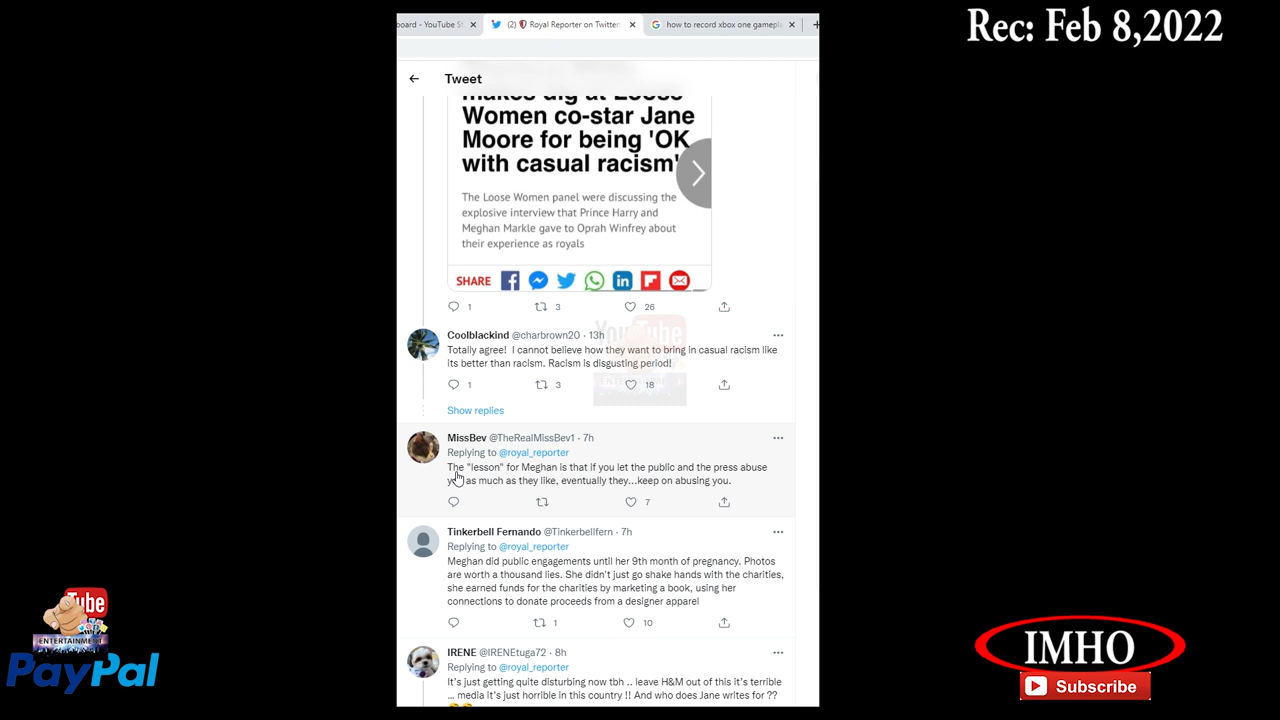 Rec: Feb 8,2022
board - YouTube St
(2) Royal Reporter on Twitter
how to record xbox one gamepl
Tweet
makes dig at Loose
Women co-star Jane
Moore for being 'OK
with casual racism'
The Loose Women panel were discussing the
explosive interview that Prince Harry and
Meghan Markle gave to Oprah Winfrey about
their experience as royals
SHARE
1 3 26
Coolblackind @charbrown20 · 13h
Totally agree! I cannot believe how they want to bring in casual racism like
its better than racism. Racism is disgusting period!
1 3 18
Show replies
MissBev @TheRealMissBev1 · 7h
Replying to @royal_reporter
The "lesson" for Meghan is that if you let the public and the press abuse
you as much as they like, eventually they...keep on abusing you.
7
Tinkerbell Fernando @Tinkerbellfern · 7h
Replying to @royal_reporter
Meghan did public engagements until her 9th month of pregnancy. Photos
are worth a thousand lies. She didn't just go shake hands with the charities,
she earned funds for the charities by marketing a book, using her
connections to donate proceeds from a designer apparel
1 10
IRENE @IRENEtuga72 · 8h
Replying to @royal_reporter
It's just getting quite disturbing now tbh .. leave H&M out of this it's terrible
... media it's just horrible in this country !! And who does Jane writes for ??
Tube
ENTERTAINMENT
PayPal
IMHO
Subscribe
YouTube